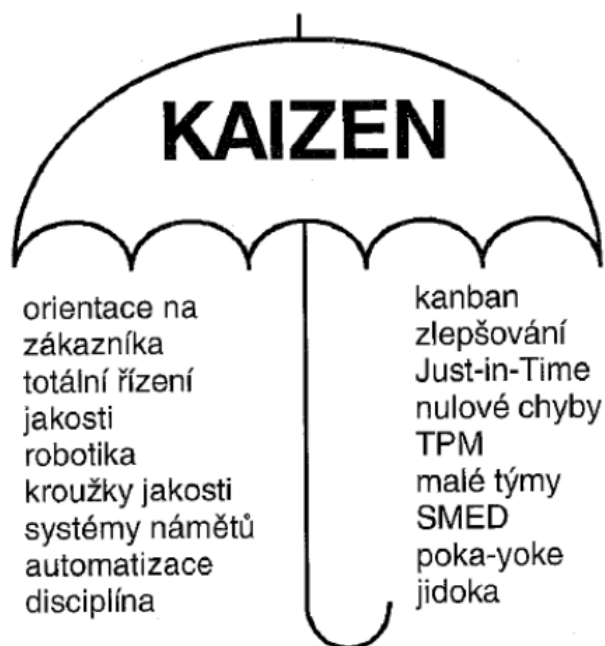 KAIZEN
orientace na
zákazníka
totální řízení
jakosti
robotika
kroužky jakosti
systémy námětů
automatizace
disciplína
kanban
zlepšování
Just-in-Time
nulové chyby
TPM
malé týmy
SMED
poka-yoke
jidoka